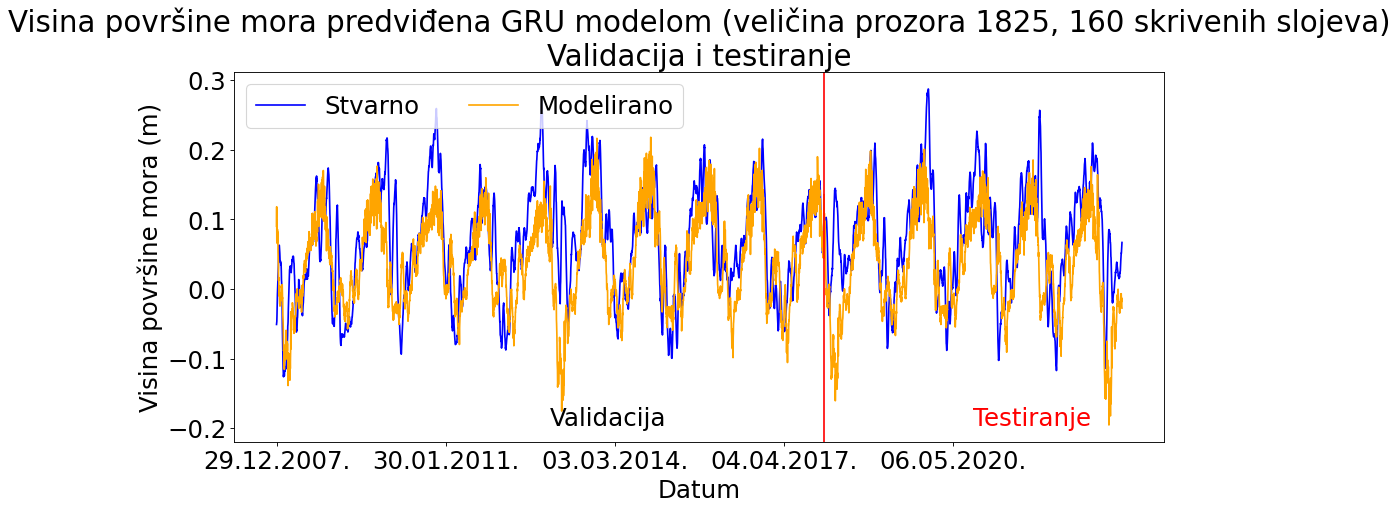 Visina površine mora predviđena GRU modelom (veličina prozora 1825, 160 skrivenih slojeva)
Validacija i testiranje
Stvarno
Modelirano
Visina površine mora (m)
0.3
0.2
0.1
0.0
−0.1
−0.2
Validacija
Testiranje
29.12.2007.
30.01.2011.
03.03.2014.
04.04.2017.
06.05.2020.
Datum